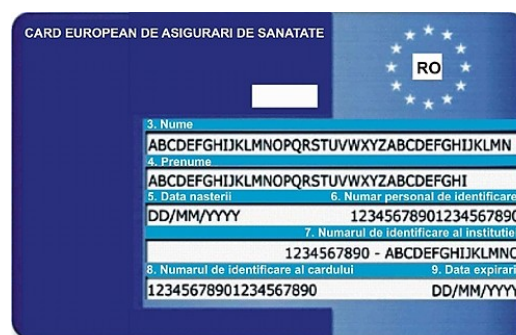 CARD EUROPEAN DE ASIGURARI DE SANATATE
RO
3. Nume
ABCDEFGHIJKLMNOPQRSTUVWXYZABCDEFGHIJKLMN
4. Prenume
ABCDEFGHIJKLMNOPQRSTUVWXYZABCDEFGHI
5. Data nasterii 6. Numar personal de identificare
DD/MM/YYYY 12345678901234567890
7. Numarul de identificare al institutie
1234567890 - ABCDEFGHIJKLMNO
8. Numarul de identificare al cardului 9. Data expirari
12345678901234567890 DD/MM/YYYY